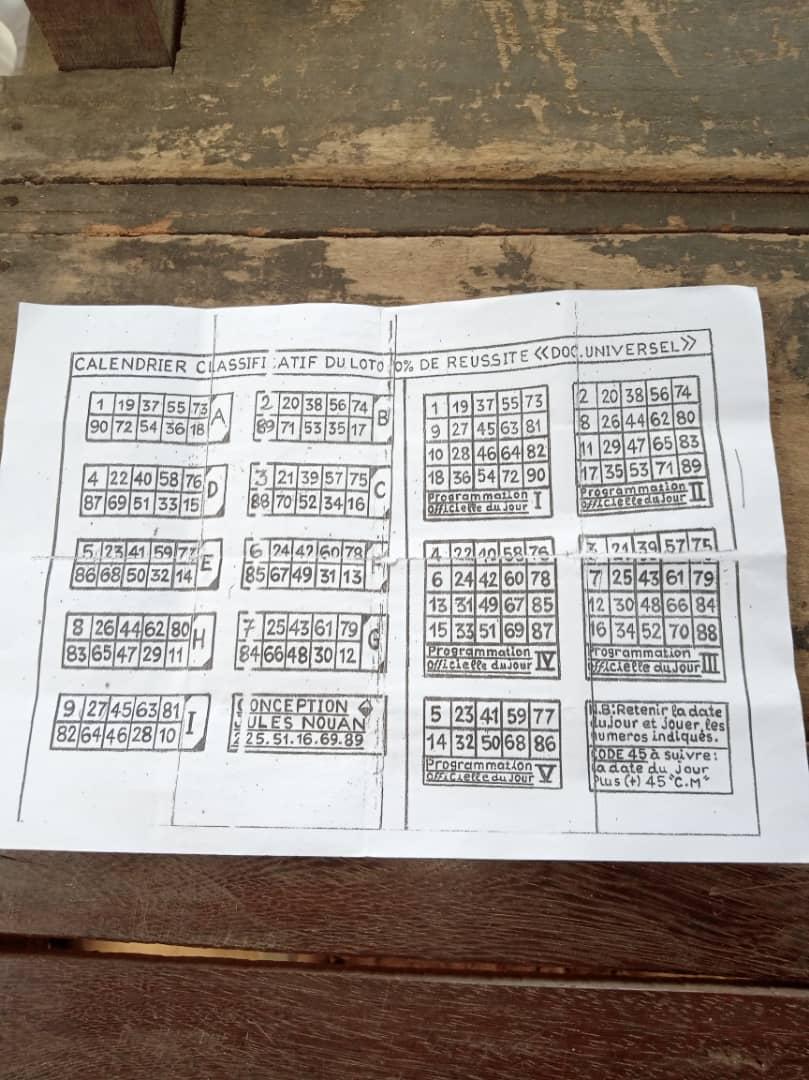 CALENDRIER CLASSIFICATIF DU LOTO 0% DE REUSSITE «DOC.UNIVERSEL»
1 19 37 55 73
90 72 54 36 18
A
2 20 38 56 74
89 71 53 35 17
B
4 22 40 58 76
87 69 51 33 15
D
3 21 39 57 75
88 70 52 34 16
C
5 23 41 59 77
86 68 50 32 14
E
6 24 42 60 78
85 67 49 31 13
8 26 44 62 80
83 65 47 29 11
H
7 25 43 61 79
84 66 48 30 12
G
9 27 45 63 81
82 64 46 28 10
I
ONCEPTION
ULES NOUAN
25.51.16.69.89
1 19 37 55 73
9 27 45 63 81
10 28 46 64 82
18 36 54 72 90
Programmation
Officielle du Jour
I
2 20 38 56 74
8 26 44 62 80
11 29 47 65 83
17 35 53 71 89
Programmation
Officielle du Jour
II
4 22 40 58 76
6 24 42 60 78
13 31 49 67 85
15 33 51 69 87
Programmation
Officielle du Jour
IV
3 21 39 57 75
7 25 43 61 79
12 30 48 66 84
16 34 52 70 88
Programmation
Officielle du Jour
III
5 23 41 59 77
14 32 50 68 86
Programmation
Officielle du Jour
V
N.B: Retenir la date
du jour et jouer les
numeros indiqués.
CODE 45 à suivre:
la date du jour
Plus (+) 45 "C.M"